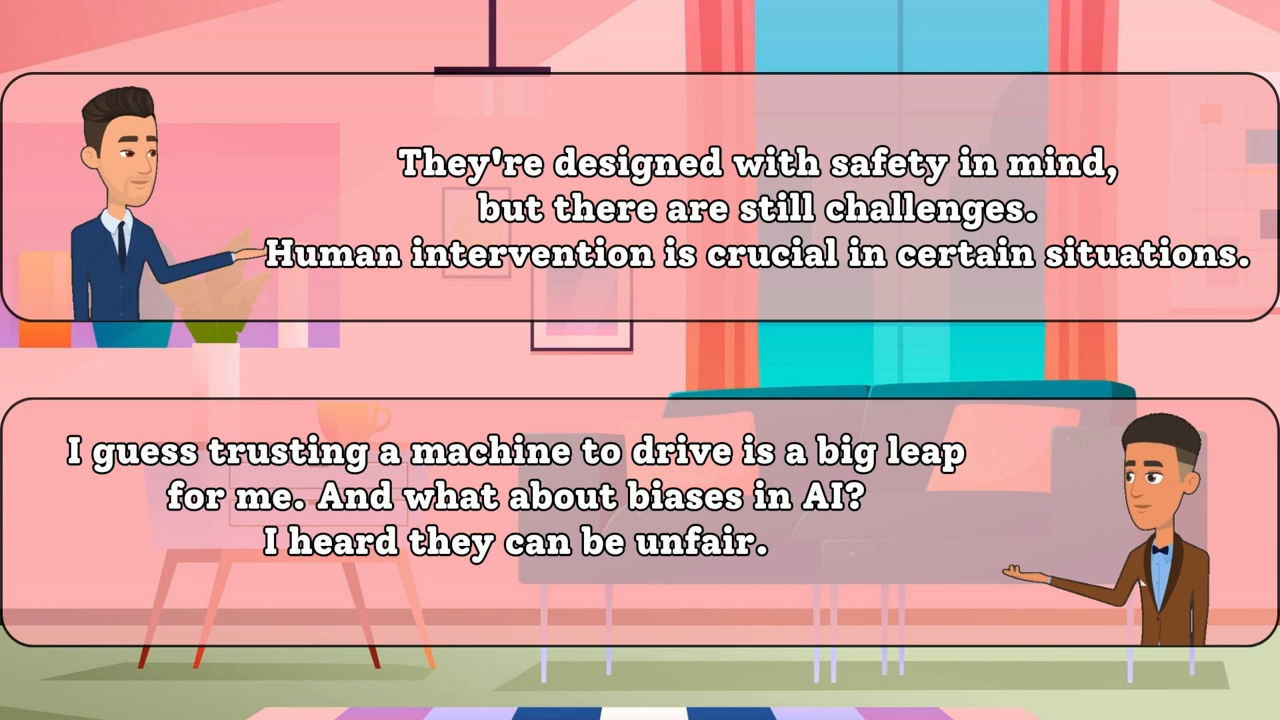 They're designed with safety in mind,
but there are still challenges.
Human intervention is crucial in certain situations.
I guess trusting a machine to drive is a big leap
for me. And what about biases in AI?
I heard they can be unfair.